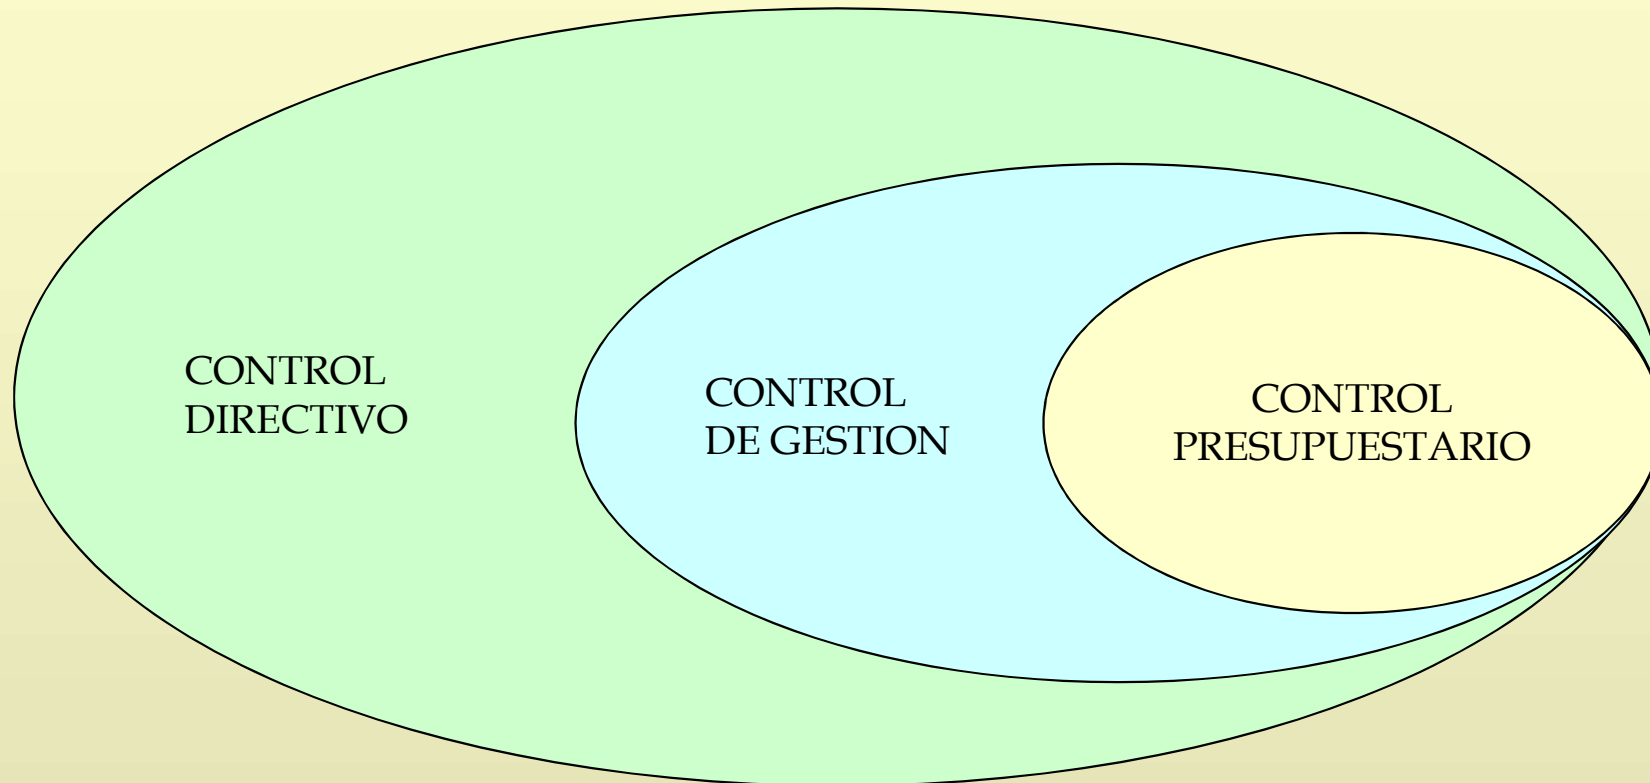 CONTROL
DIRECTIVO
CONTROL
DE GESTION
CONTROL
PRESUPUESTARIO